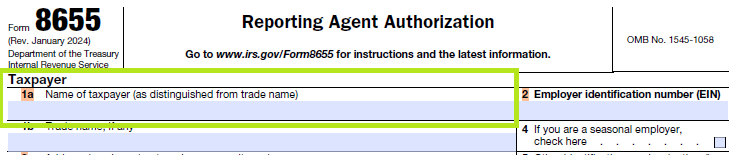 Form 8655
(Rev. January 2024)
Department of the Treasury
Internal Revenue Service
Reporting Agent Authorization
Go to www.irs.gov/Form8655 for instructions and the latest information.
OMB No. 1545-1058
Taxpayer
1a Name of taxpayer (as distinguished from trade name)
2 Employer identification number (EIN)
1b Trade name, if any
4 If you are a seasonal employer,
check here . . . . . . .